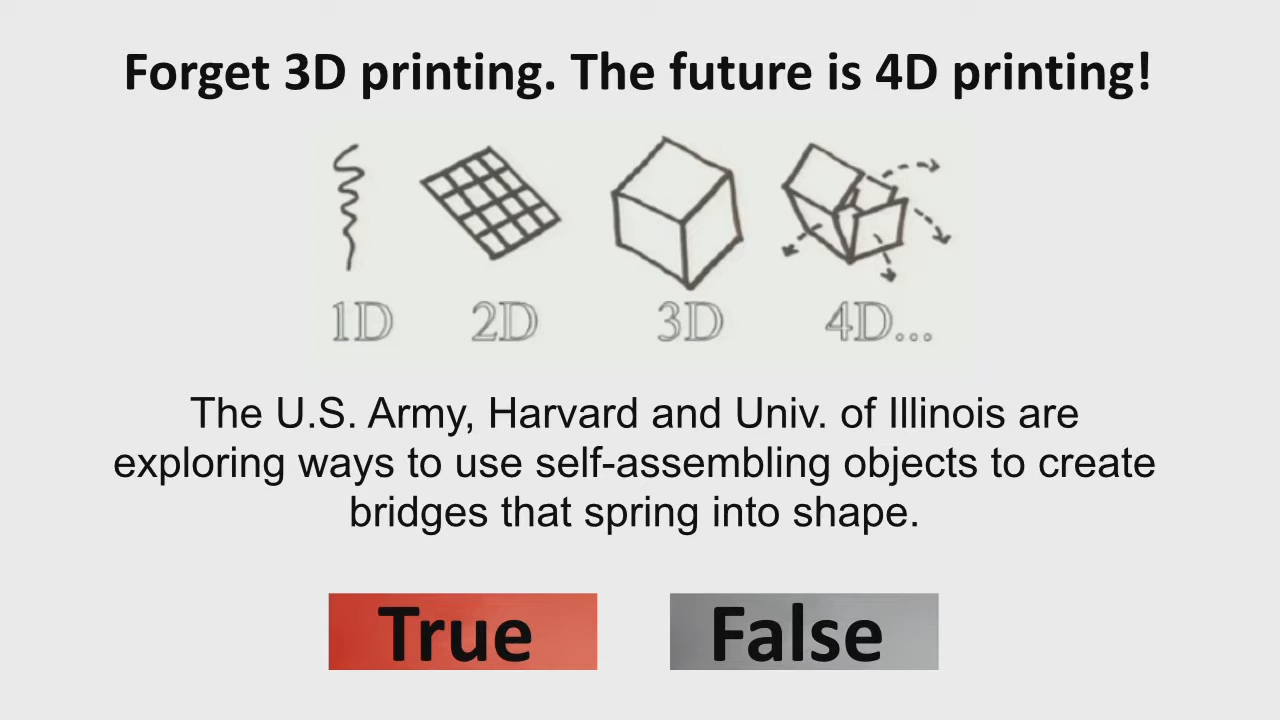 Forget 3D printing. The future is 4D printing!
1D 2D 3D 4D...
The U.S. Army, Harvard and Univ. of Illinois are
exploring ways to use self-assembling objects to create
bridges that spring into shape.
True False